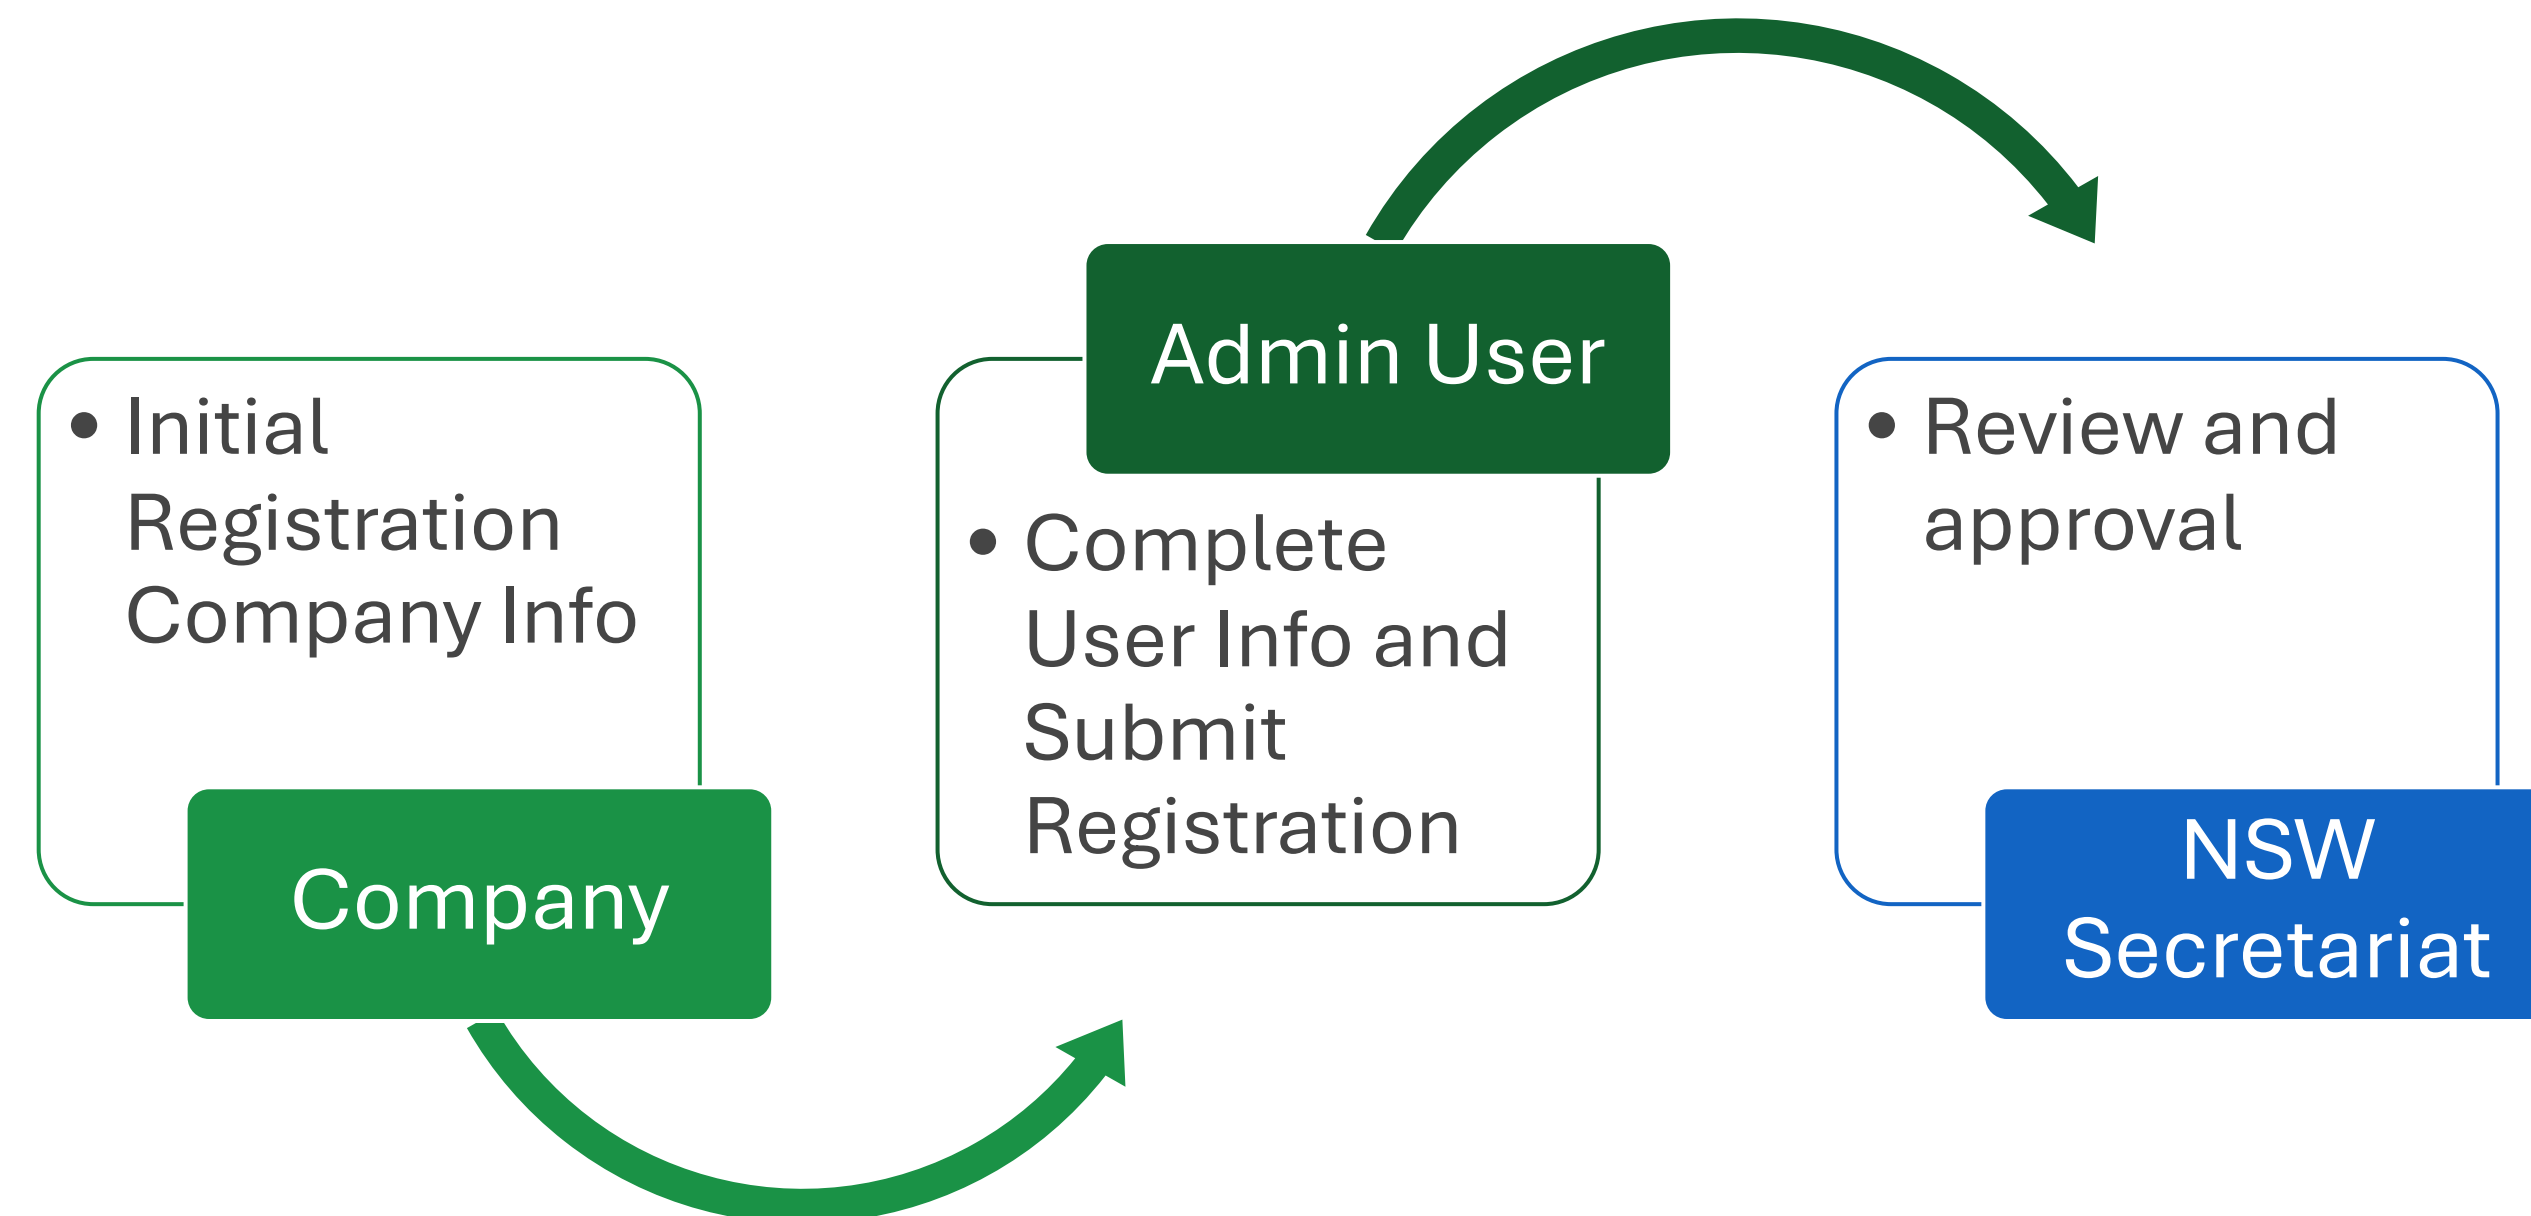 • Initial
Registration
Company Info
Company
Admin User
• Complete
User Info and
Submit
Registration
• Review and
approval
NSW
Secretariat